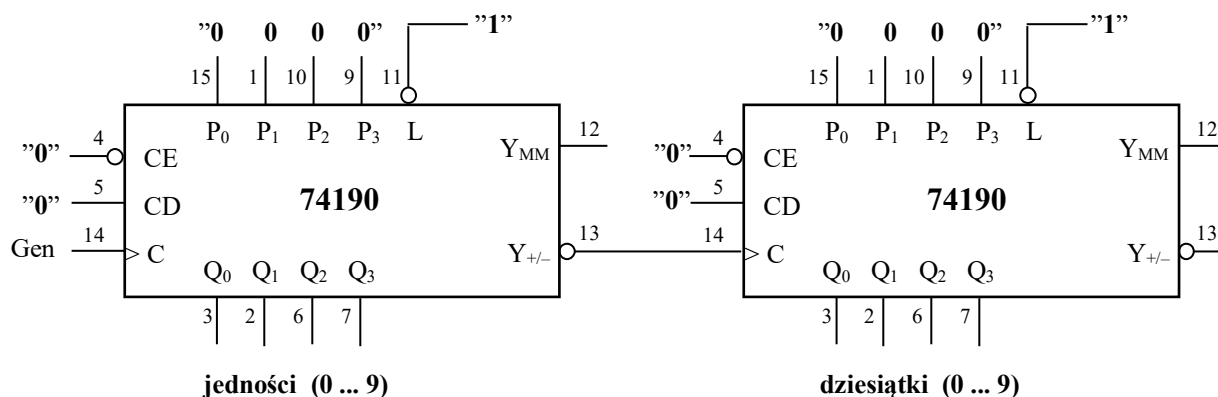 ”1” ”1”
”0 0 0 0” ”0 0 0 0”
15 1 10 9 11 15 1 10 9 11
4 P0 P1 P2 P3 L 12 4 P0 P1 P2 P3 L 12
”0” CE YMM ”0” CE YMM
5 5
”0” CD 74190 ”0” CD 74190
14 13 14 13
Gen C Y+/– C Y+/–
Q0 Q1 Q2 Q3 Q0 Q1 Q2 Q3
3 2 6 7 3 2 6 7
jedności (0 ... 9) dziesiątki (0 ... 9)